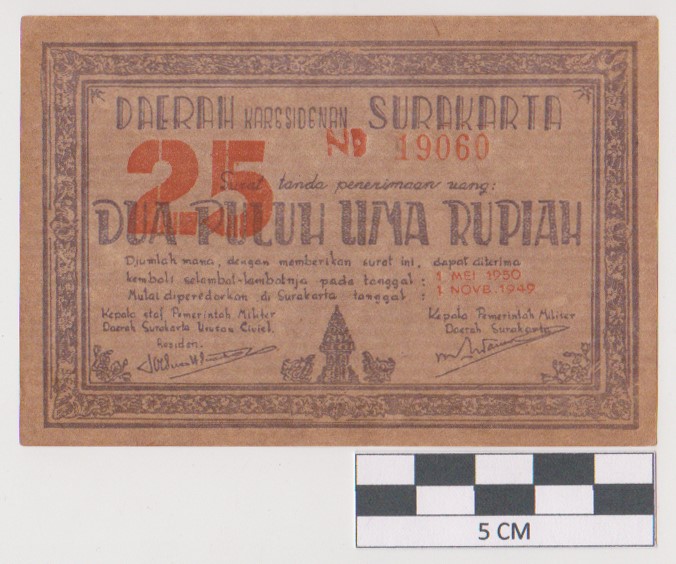 DAERAH KARESIDENAN SURAKARTA
No 19060
25
Surat tanda penerimaan uang:
DUA PULUH LIMA RUPIAH
Djumlah mana, dengan memberikan surat ini, dapat diterima
kembali selambat-lambatnja pada tanggal : 1 MEI 1950
Mulai diperedarkan di Surakarta tanggal : 1 NOVB. 1949
Kepala staf Pemerintah Militer
Daerah Surakarta Urusan Civiel.
Residen.
Kepala Pemerintah Militer
Daerah Surakarta
5 CM